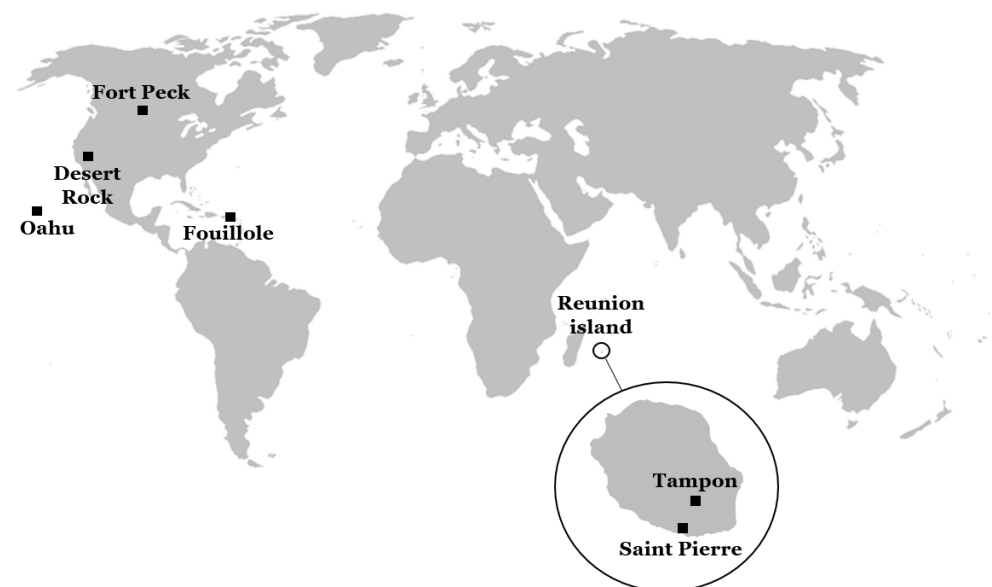 Fort Peck
Desert
Rock
Oahu
Fouillole
Reunion
island
Tampon
Saint Pierre